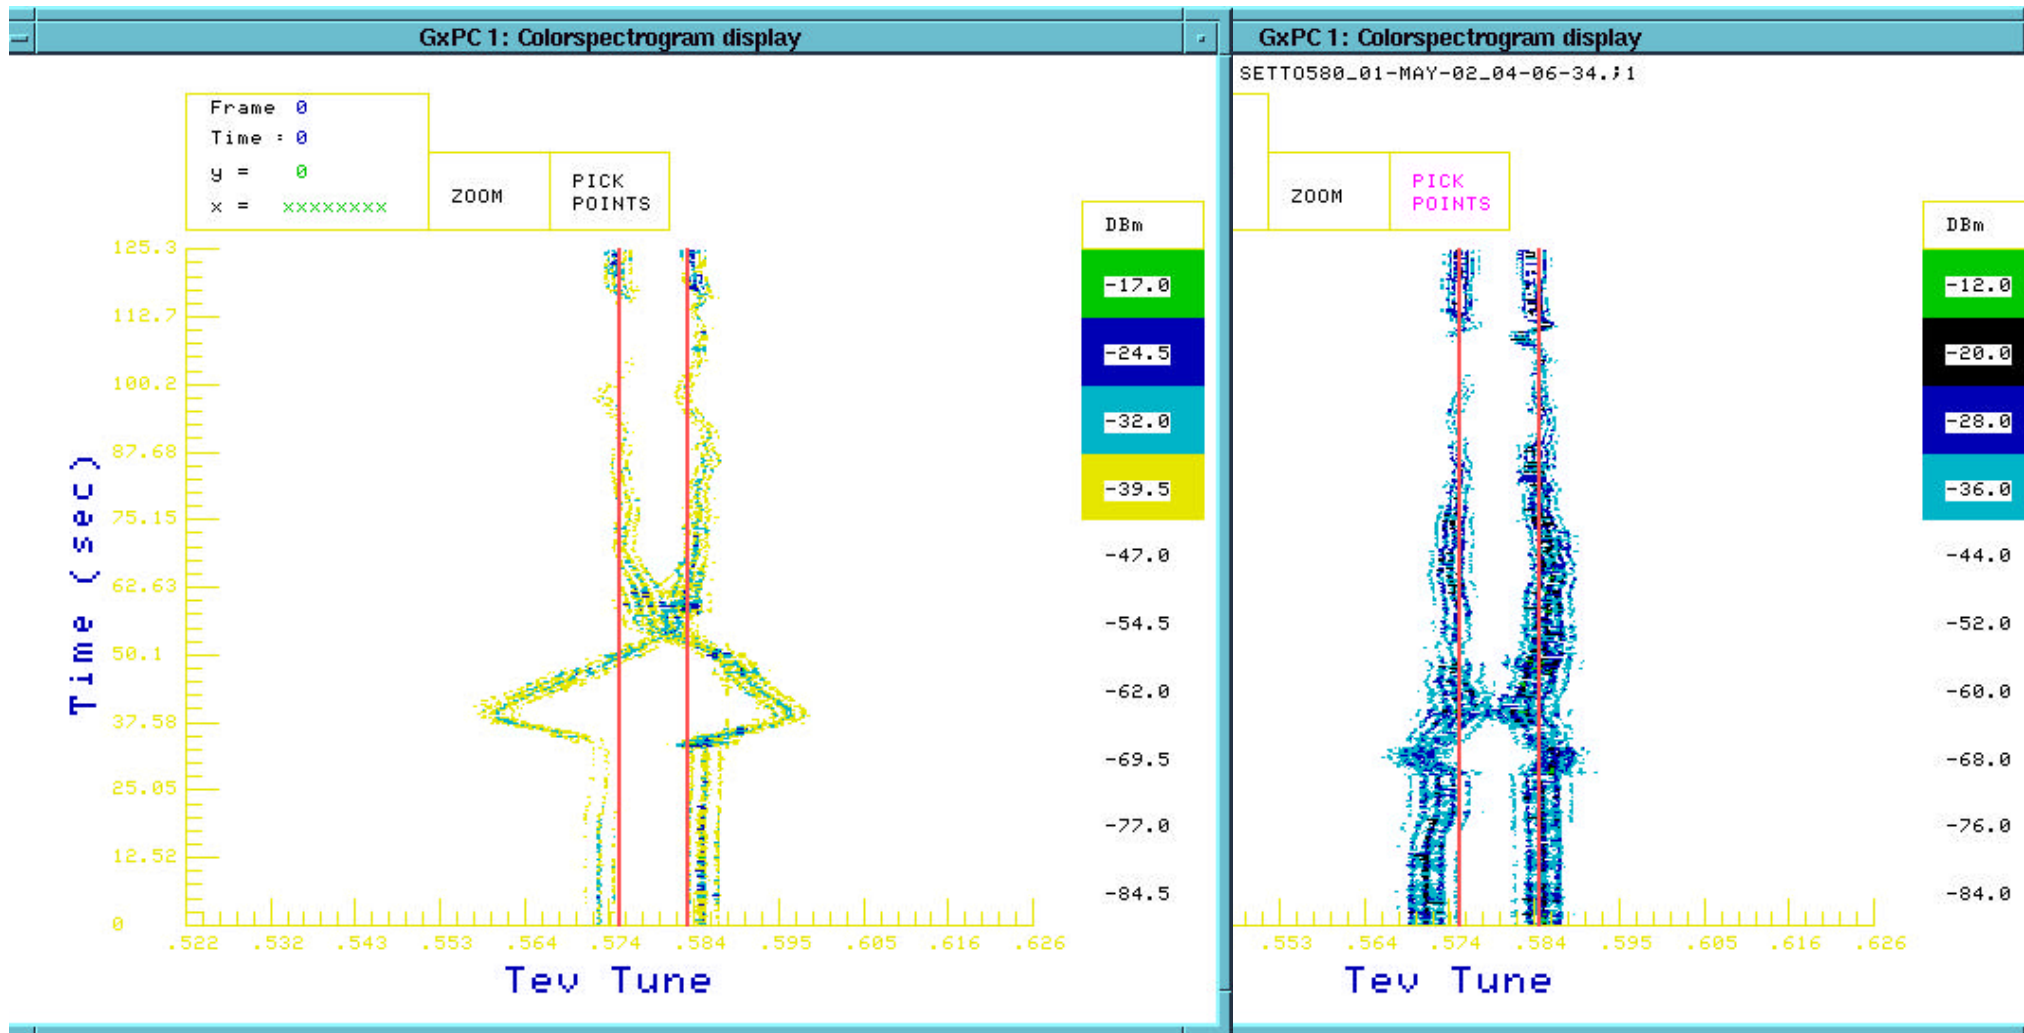 GxPC 1: Colorspectrogram display
Frame 0
Time : 0
y = 0
x = xxxxxxxx
ZOOM
PICK
POINTS
DBm
-17.0
-24.5
-32.0
-39.5
-47.0
-54.5
-62.0
-69.5
-77.0
-84.5
125.3
112.7
100.2
87.68
75.15
62.63
50.1
37.58
25.05
12.52
0
Time (sec)
.522 .532 .543 .553 .564 .574 .584 .595 .605 .616 .626
Tev Tune
GxPC 1: Colorspectrogram display
SETTO580_01-MAY-02_04-06-34.;1
ZOOM
PICK
POINTS
DBm
-12.0
-20.0
-28.0
-36.0
-44.0
-52.0
-60.0
-68.0
-76.0
-84.0
.553 .564 .574 .584 .595 .605 .616 .626
Tev Tune